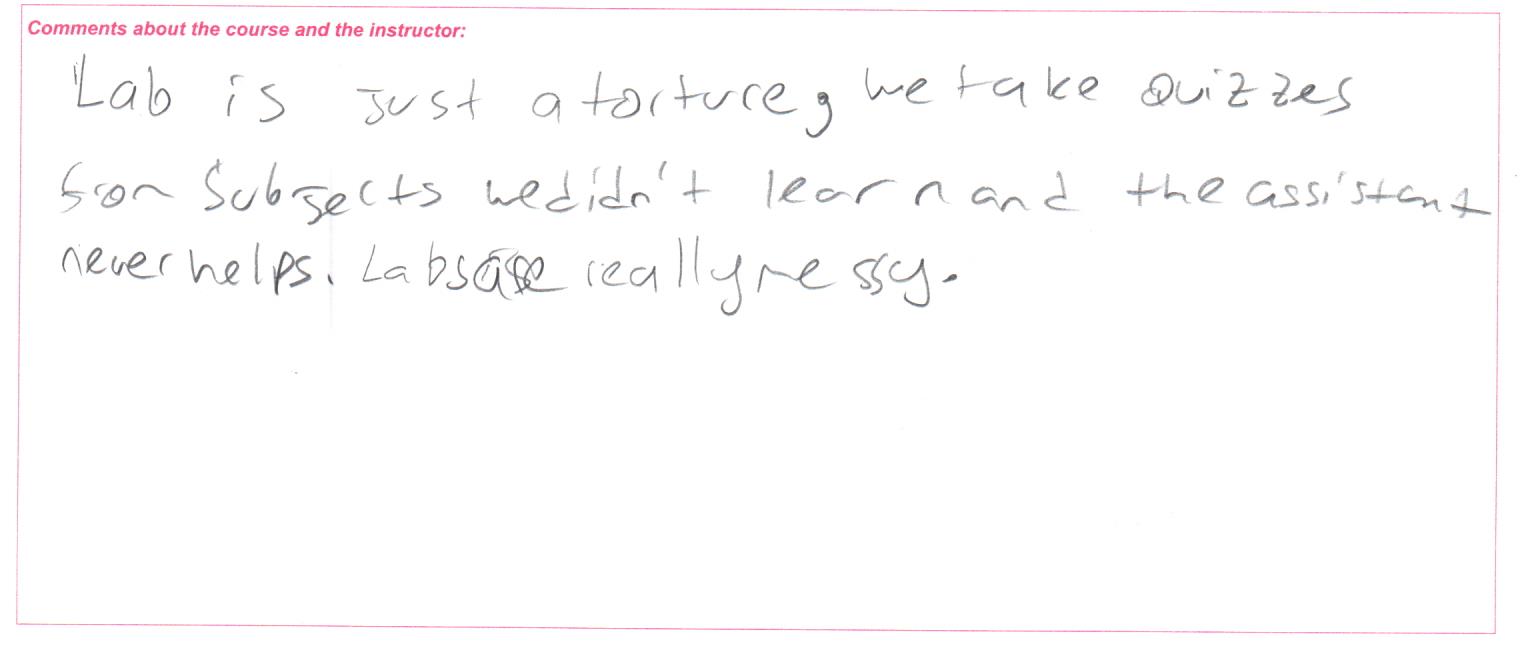 Comments about the course and the instructor:
Lab is just a torture, we take quizzes
from subjects we didn't learn and the assistant
never helps. Labs are really messy.